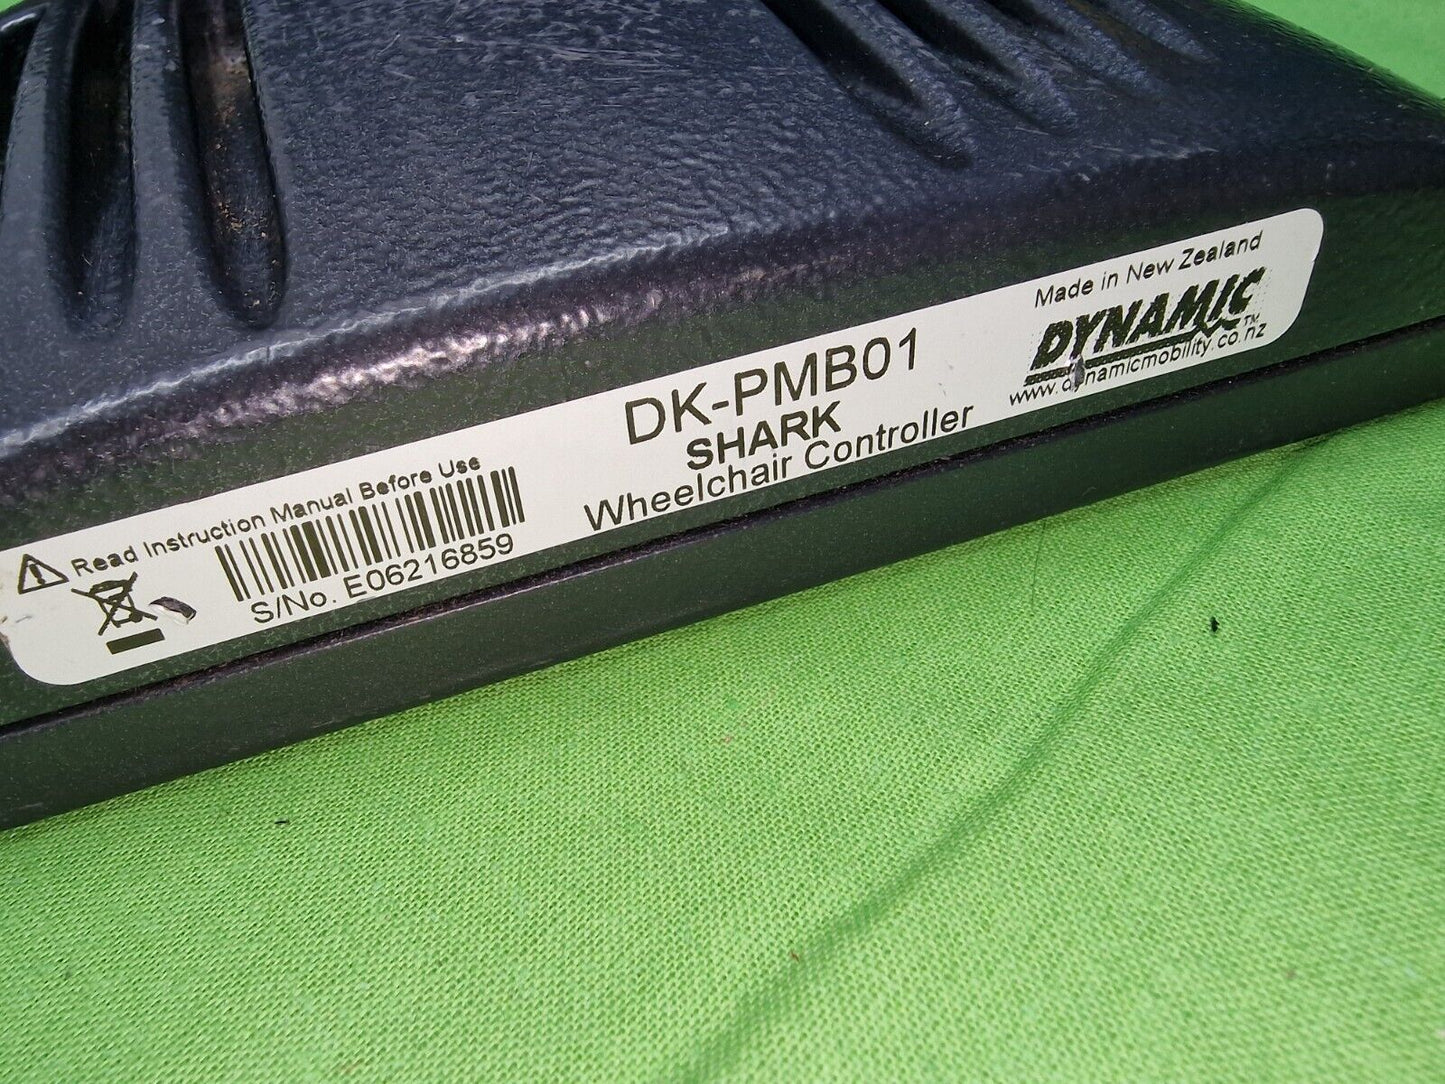 Read Instruction Manual Before Use
S/No. E06216859
DK-PMB01
SHARK
Wheelchair Controller
Made in New Zealand
DYNAMIC
TM
www.dynamicmobility.co.nz